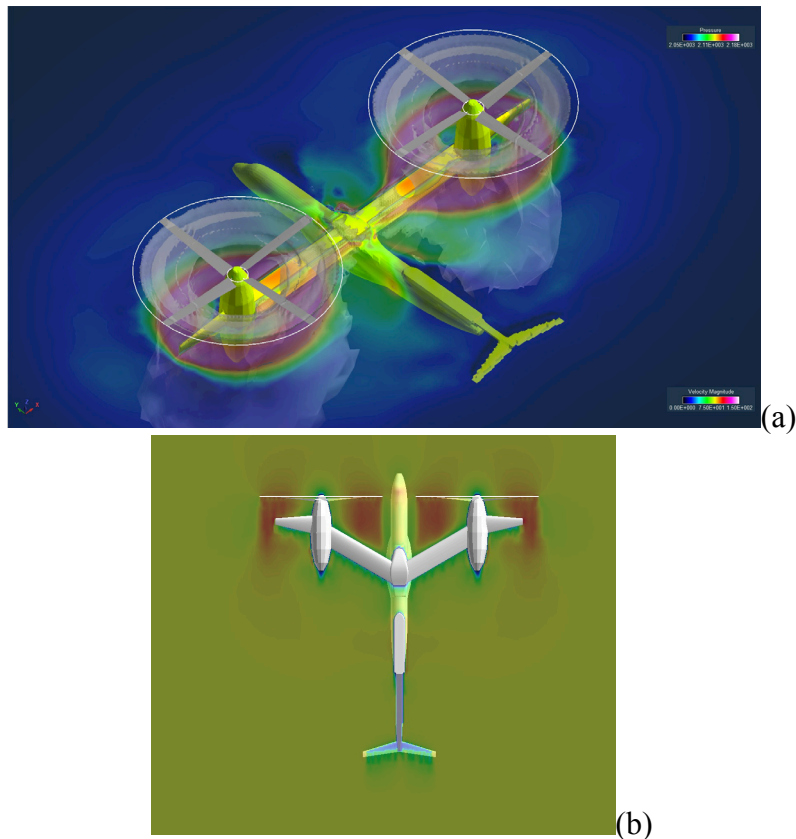 Pressure
2.05E+003 2.11E+003 2.18E+003
Velocity Magnitude
0.00E+000 7.50E+001 1.50E+002
Y Z X
(a)
(b)